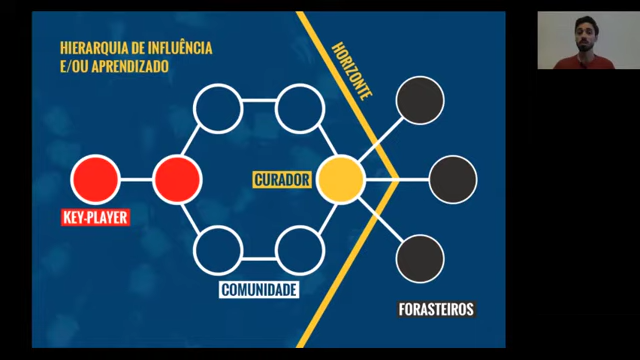 HIERARQUIA DE INFLUÊNCIA
E/OU APRENDIZADO
HORIZONTE
CURADOR
KEY-PLAYER
COMUNIDADE
FORASTEIROS